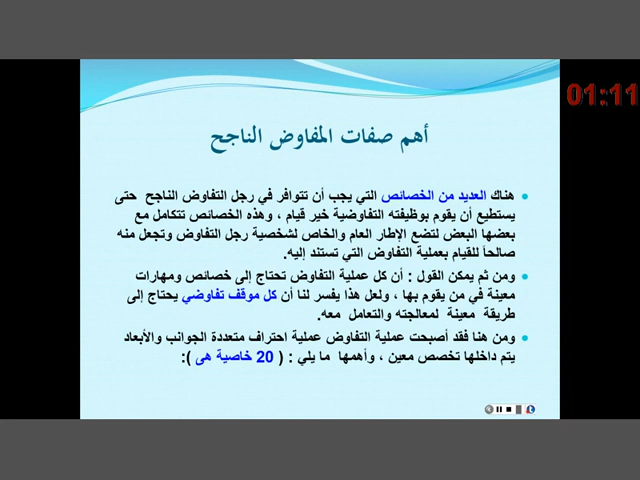 01:11
أهم صفات المفاوض الناجح
هناك العديد من الخصائص التي يجب أن تتوافر في رجل التفاوض الناجح حتى
يستطيع أن يقوم بوظيفته التفاوضية خير قيام ، وهذه الخصائص تتكامل مع
بعضها البعض لتضع الإطار العام والخاص لشخصية رجل التفاوض وتجعل منه
صالحاً للقيام بعملية التفاوض التي تستند إليه.
ومن ثم يمكن القول : أن كل عملية التفاوض تحتاج إلى خصائص ومهارات
معينة في من يقوم بها ، ولعل هذا يفسر لنا أن كل موقف تفاوضي يحتاج إلى
طريقة معينة لمعالجته والتعامل معه.
ومن هنا فقد أصبحت عملية التفاوض عملية احتراف متعددة الجوانب والأبعاد
يتم داخلها تخصص معين ، وأهمها ما يلي : ( 20 خاصية هى ):